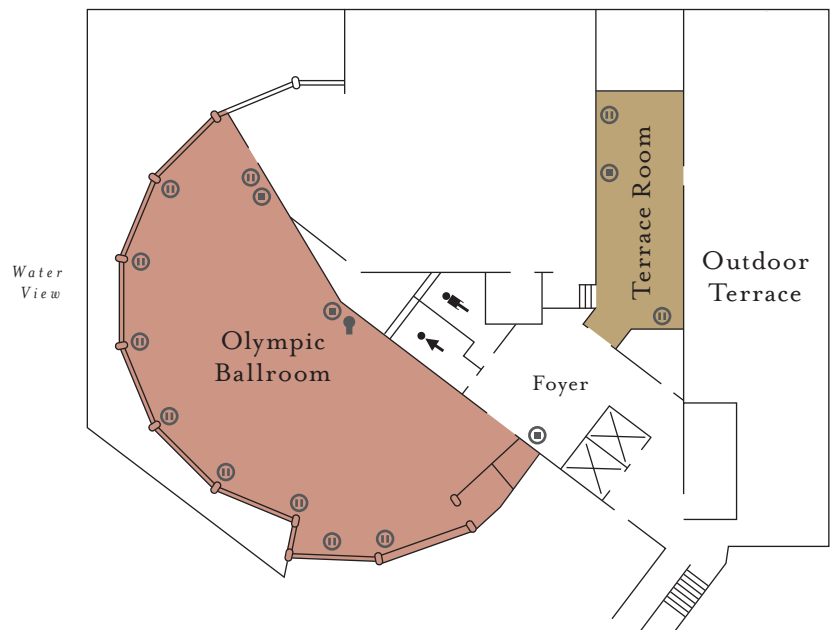 Water
View
Olympic
Ballroom
Foyer
Terrace Room
Outdoor
Terrace